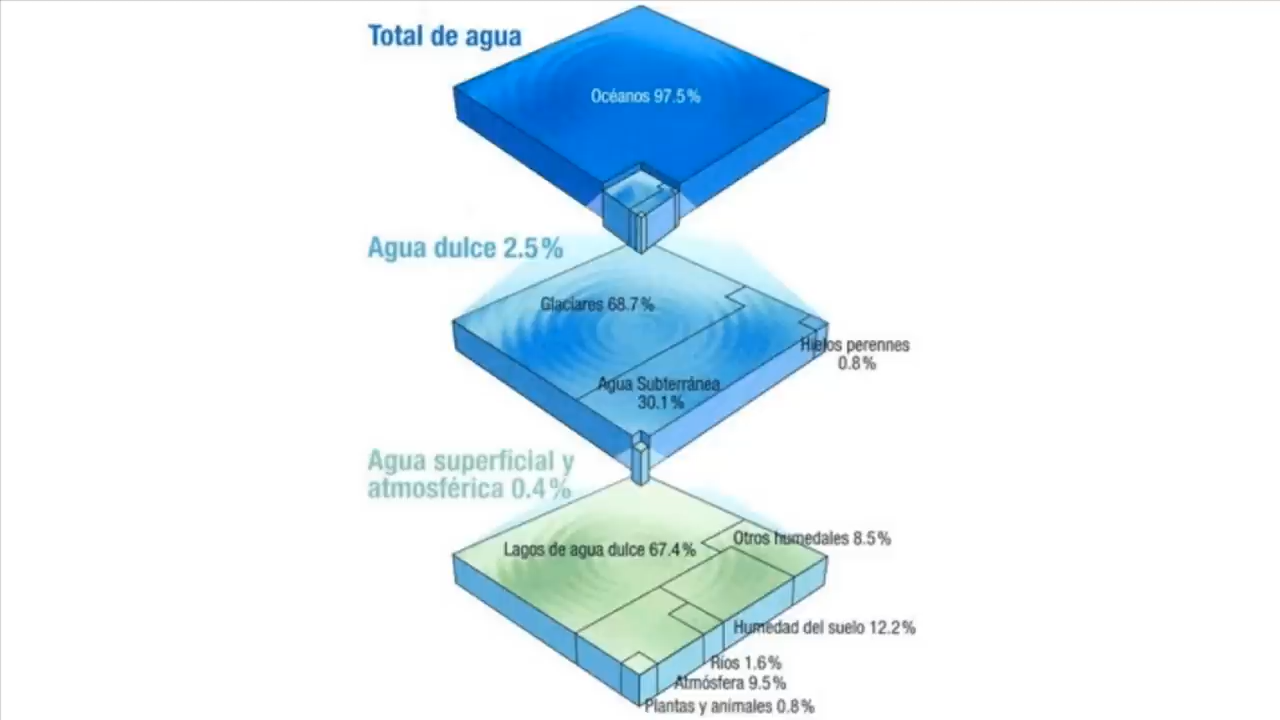 Total de agua
Océanos 97.5%
Agua dulce 2.5%
Glaciares 68.7%
Hielos perennes
0.8%
Agua Subterránea
30.1%
Agua superficial y
atmosférica 0.4%
Otros humedales 8.5%
Lagos de agua dulce 67.4%
Humedad del suelo 12.2%
Ríos 1.6%
Atmósfera 9.5%
Plantas y animales 0.8%